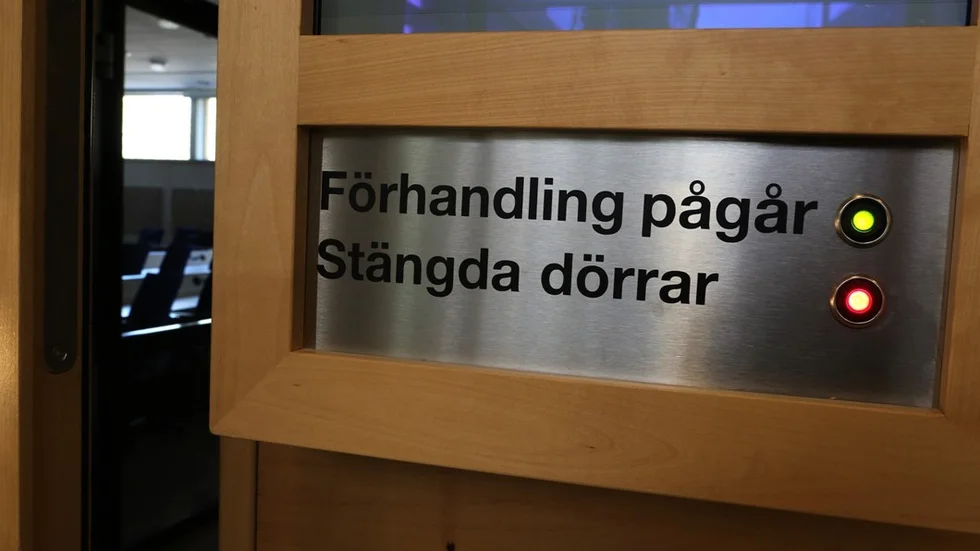 Förhandling pågår
Stängda dörrar